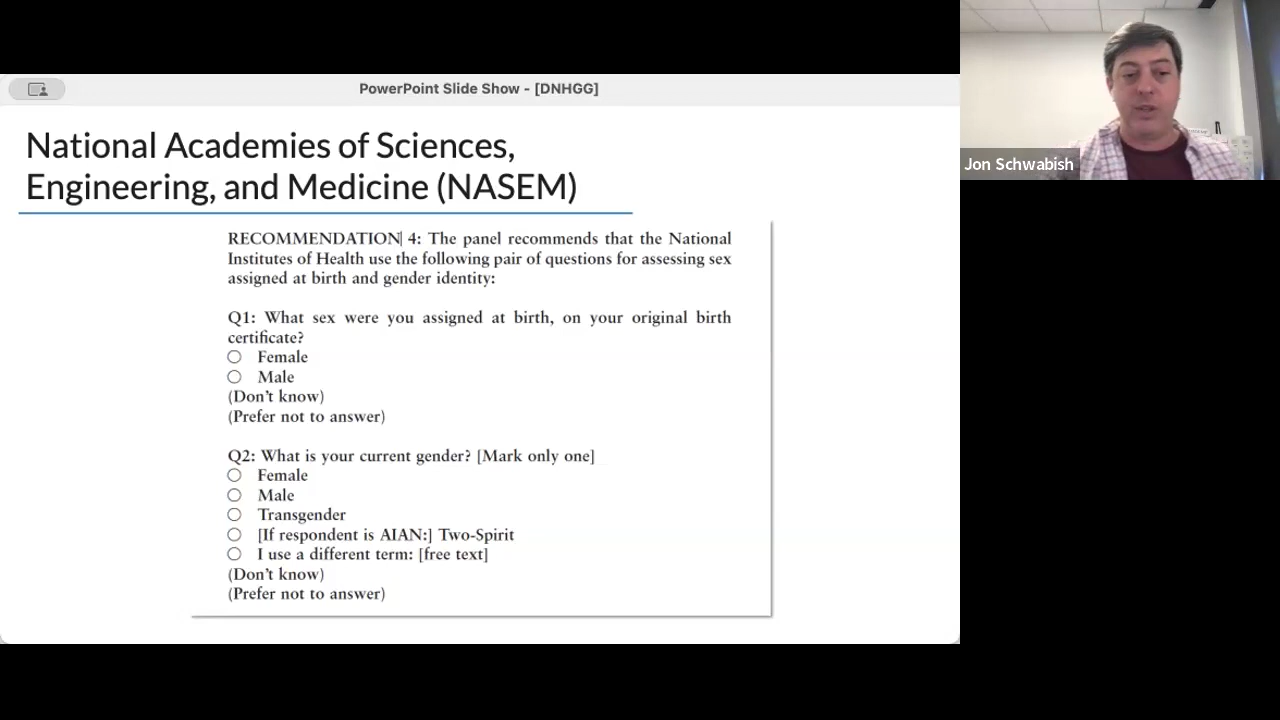 PowerPoint Slide Show - [DNHGG]
National Academies of Sciences,
Engineering, and Medicine (NASEM)
RECOMMENDATION 4: The panel recommends that the National
Institutes of Health use the following pair of questions for assessing sex
assigned at birth and gender identity:
Q1: What sex were you assigned at birth, on your original birth
certificate?
Female
Male
(Don't know)
(Prefer not to answer)
Q2: What is your current gender? [Mark only one]
Female
Male
Transgender
[If respondent is AIAN:] Two-Spirit
I use a different term: [free text]
(Don't know)
(Prefer not to answer)
Jon Schwabish